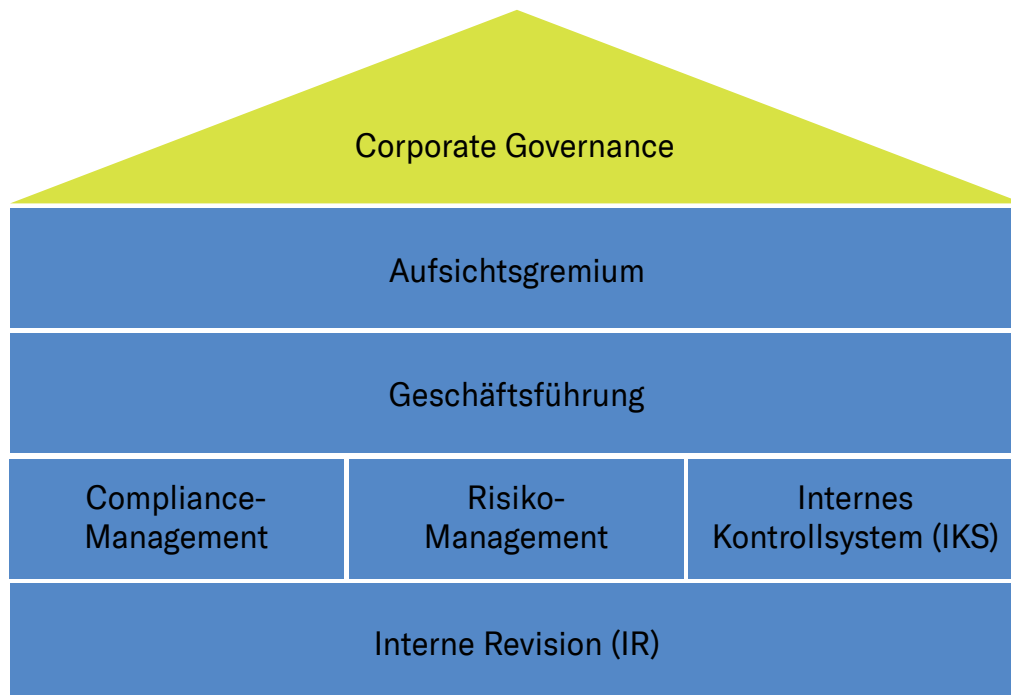 Corporate Governance
Aufsichtsgremium
Geschäftsführung
Compliance-
Management
Risiko-
Management
Internes
Kontrollsystem (IKS)
Interne Revision (IR)